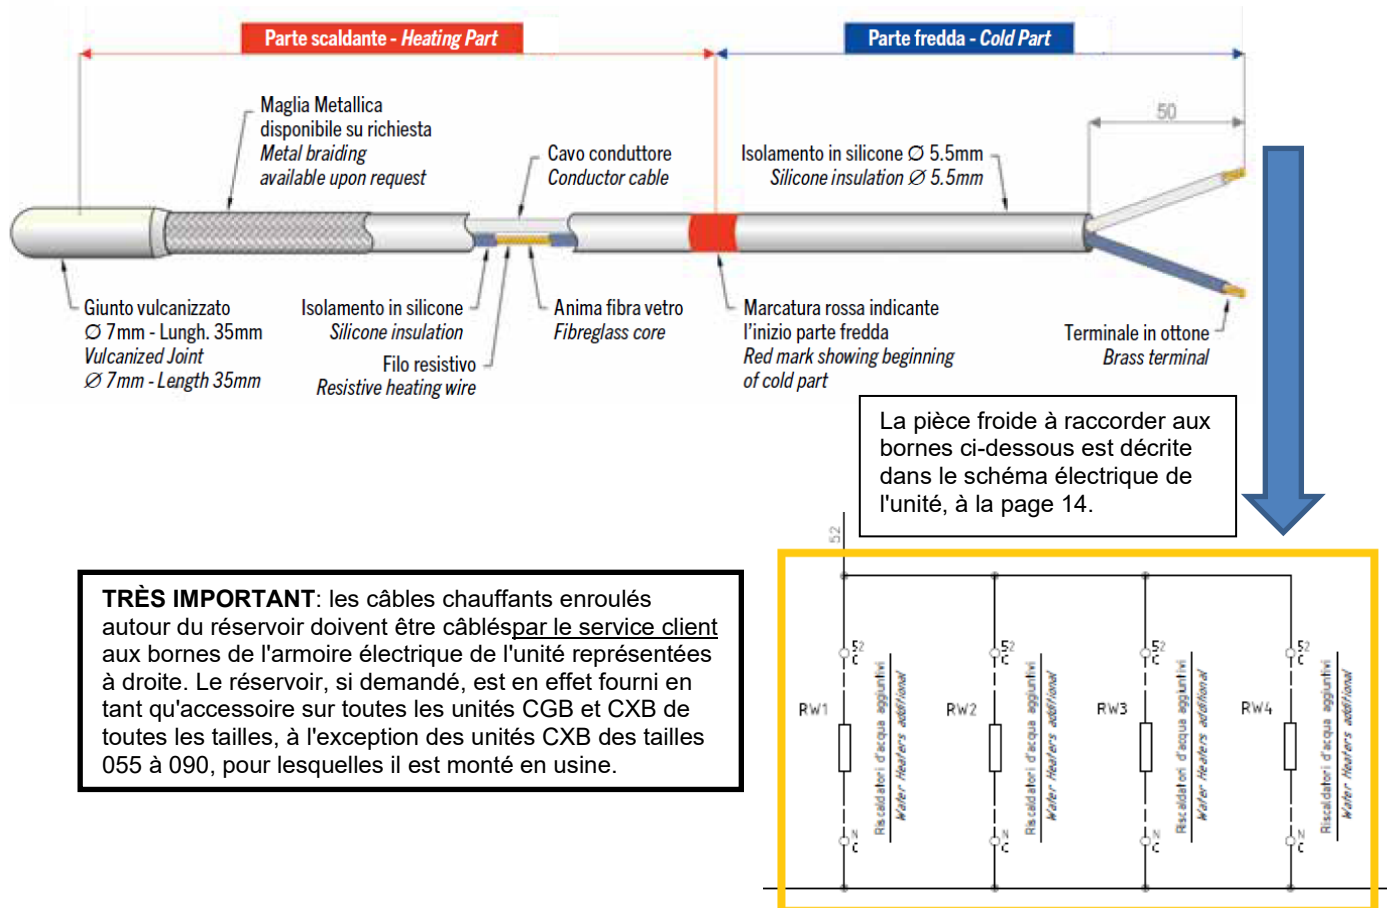 Parte scaldante - Heating Part
Parte fredda - Cold Part
Maglia Metallica
disponibile su richiesta
Metal braiding
available upon request
Cavo conduttore
Conductor cable
Isolamento in silicone Ø 5.5mm
Silicone insulation Ø 5.5mm
50
Giunto vulcanizzato
Ø 7mm - Lungh. 35mm
Vulcanized Joint
Ø 7mm - Length 35mm
Isolamento in silicone
Silicone insulation
Filo resistivo
Resistive heating wire
Anima fibra vetro
Fibreglass core
Marcatura rossa indicante
l'inizio parte fredda
Red mark showing beginning
of cold part
Terminale in ottone
Brass terminal
La pièce froide à raccorder aux
bornes ci-dessous est décrite
dans le schéma électrique de
l'unité, à la page 14.
TRÈS IMPORTANT: les câbles chauffants enroulés
autour du réservoir doivent être câbléspar le service client
aux bornes de l'armoire électrique de l'unité représentées
à droite. Le réservoir, si demandé, est en effet fourni en
tant qu'accessoire sur toutes les unités CGB et CXB de
toutes les tailles, à l'exception des unités CXB des tailles
055 à 090, pour lesquelles il est monté en usine.
52
52
C
RW1
Riscaldatori d'acqua aggiuntivi
Water Heaters additional
N
C
52
C
RW2
Riscaldatori d'acqua aggiuntivi
Water Heaters additional
N
C
52
C
RW3
Riscaldatori d'acqua aggiuntivi
Water Heaters additional
N
C
52
C
RW4
Riscaldatori d'acqua aggiuntivi
Water Heaters additional
N
C